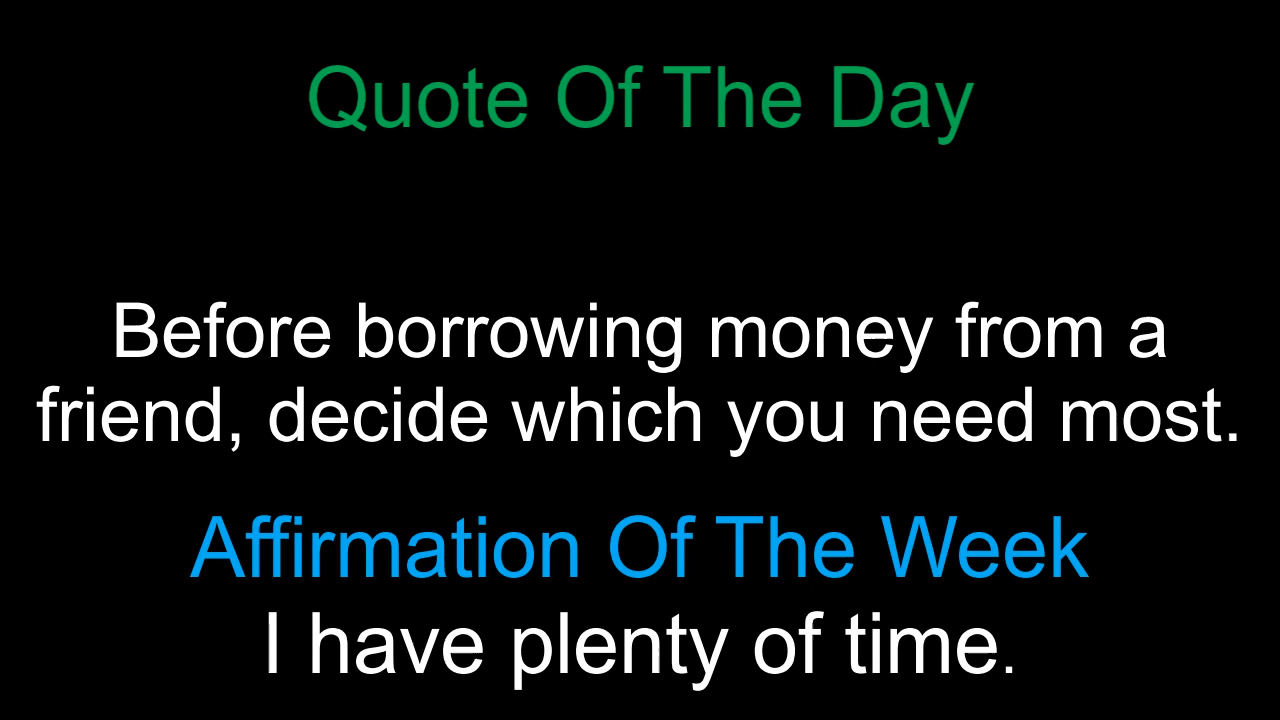 Quote Of The Day
Before borrowing money from a
friend, decide which you need most.
Affirmation Of The Week
I have plenty of time.